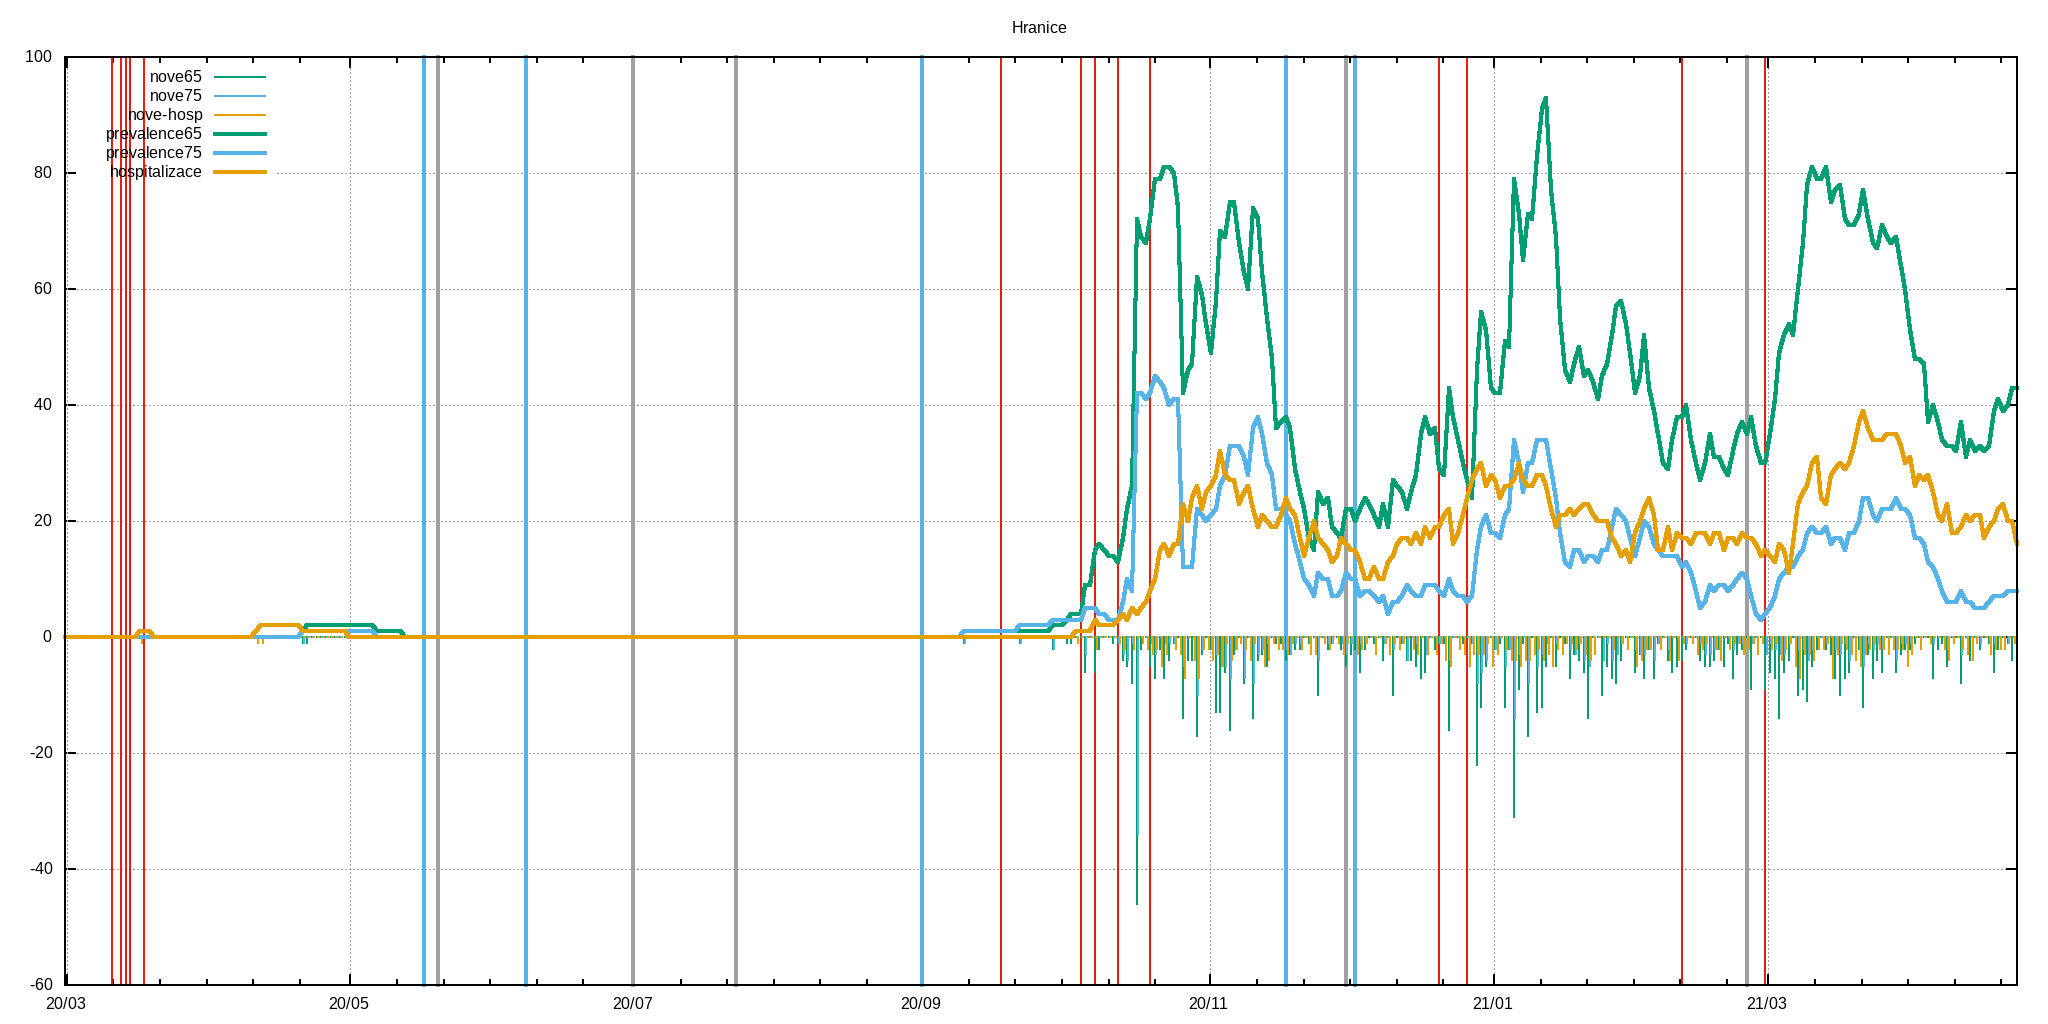 Hranice
100
80
60
40
20
0
-20
-40
-60
nove65
nove75
nove-hosp
prevalence65
prevalence75
hospitalizace
20/03 20/05 20/07 20/09 20/11 21/01 21/03